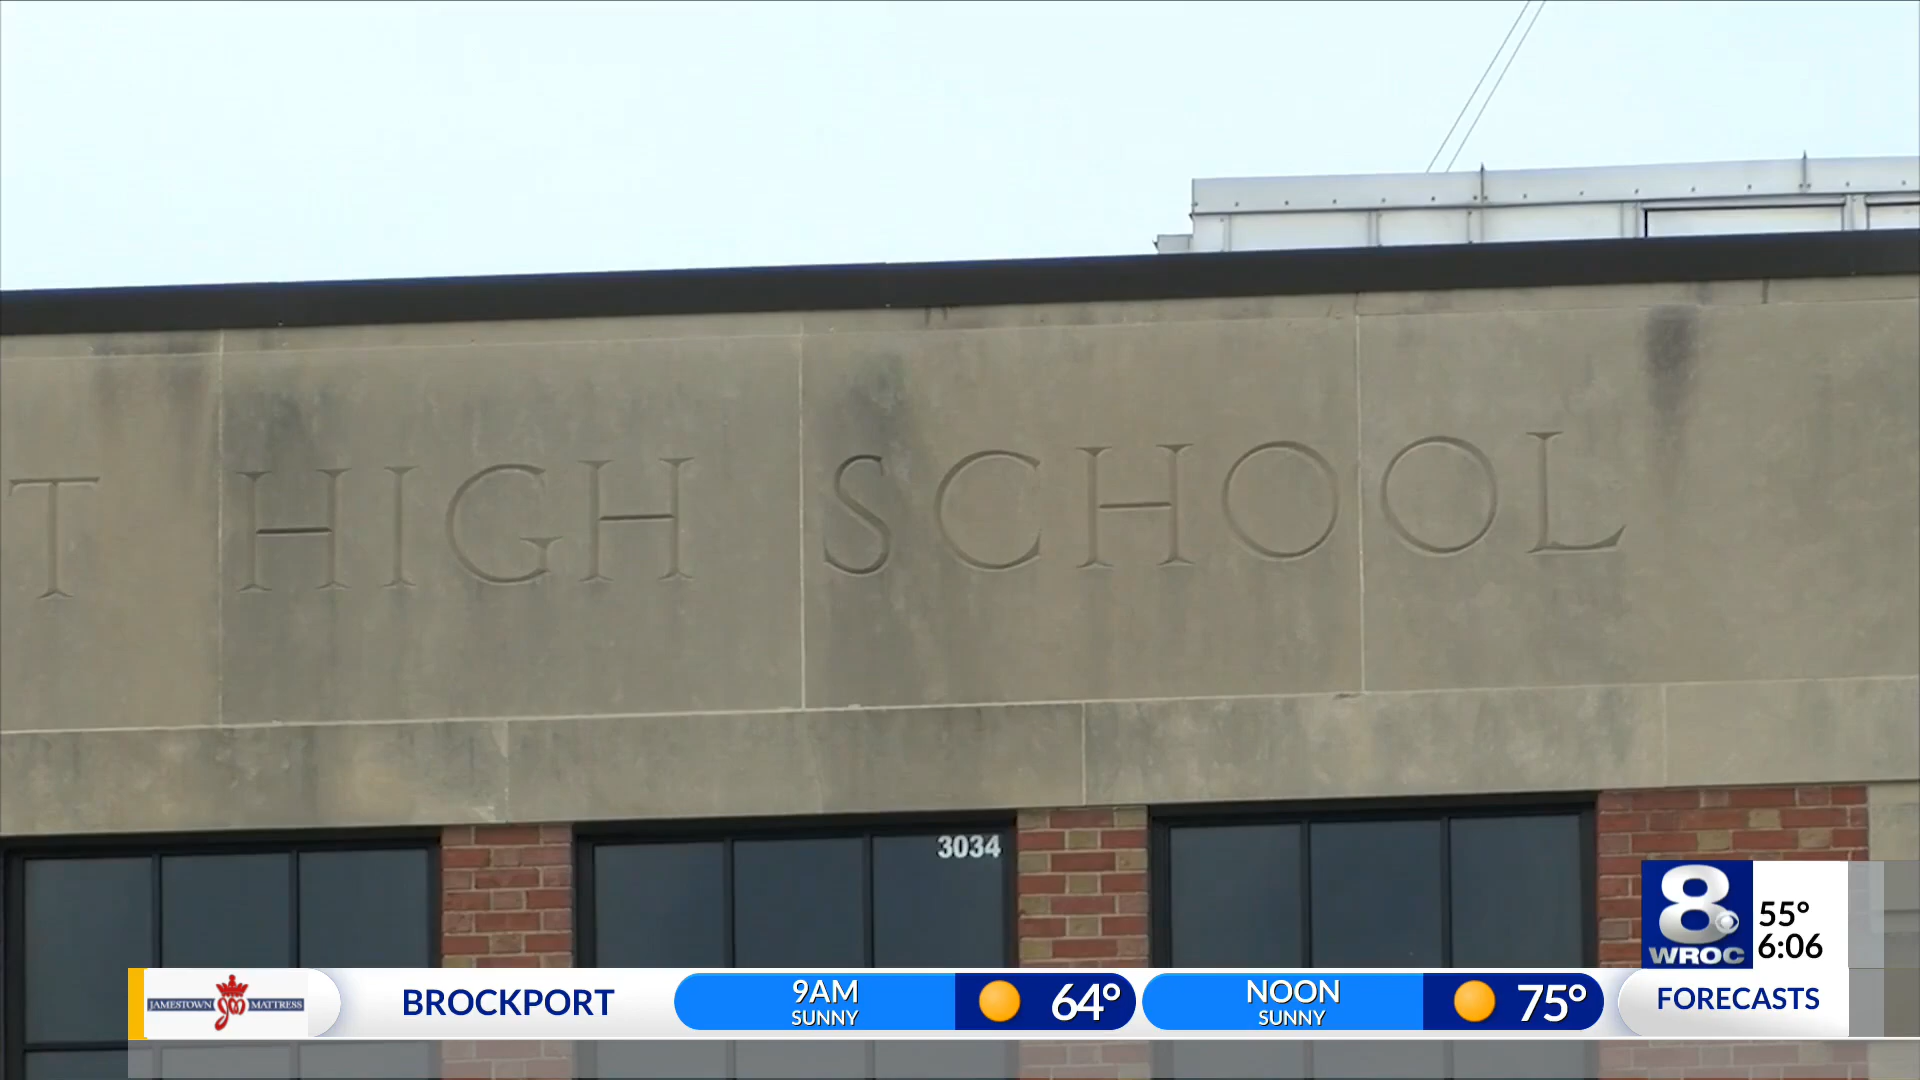 T HIGH SCHOOL
3034
8
WROC
55°
6:06
JAMESTOWN MATTRESS
BROCKPORT
9AM
SUNNY
64°
NOON
SUNNY
75°
FORECASTS